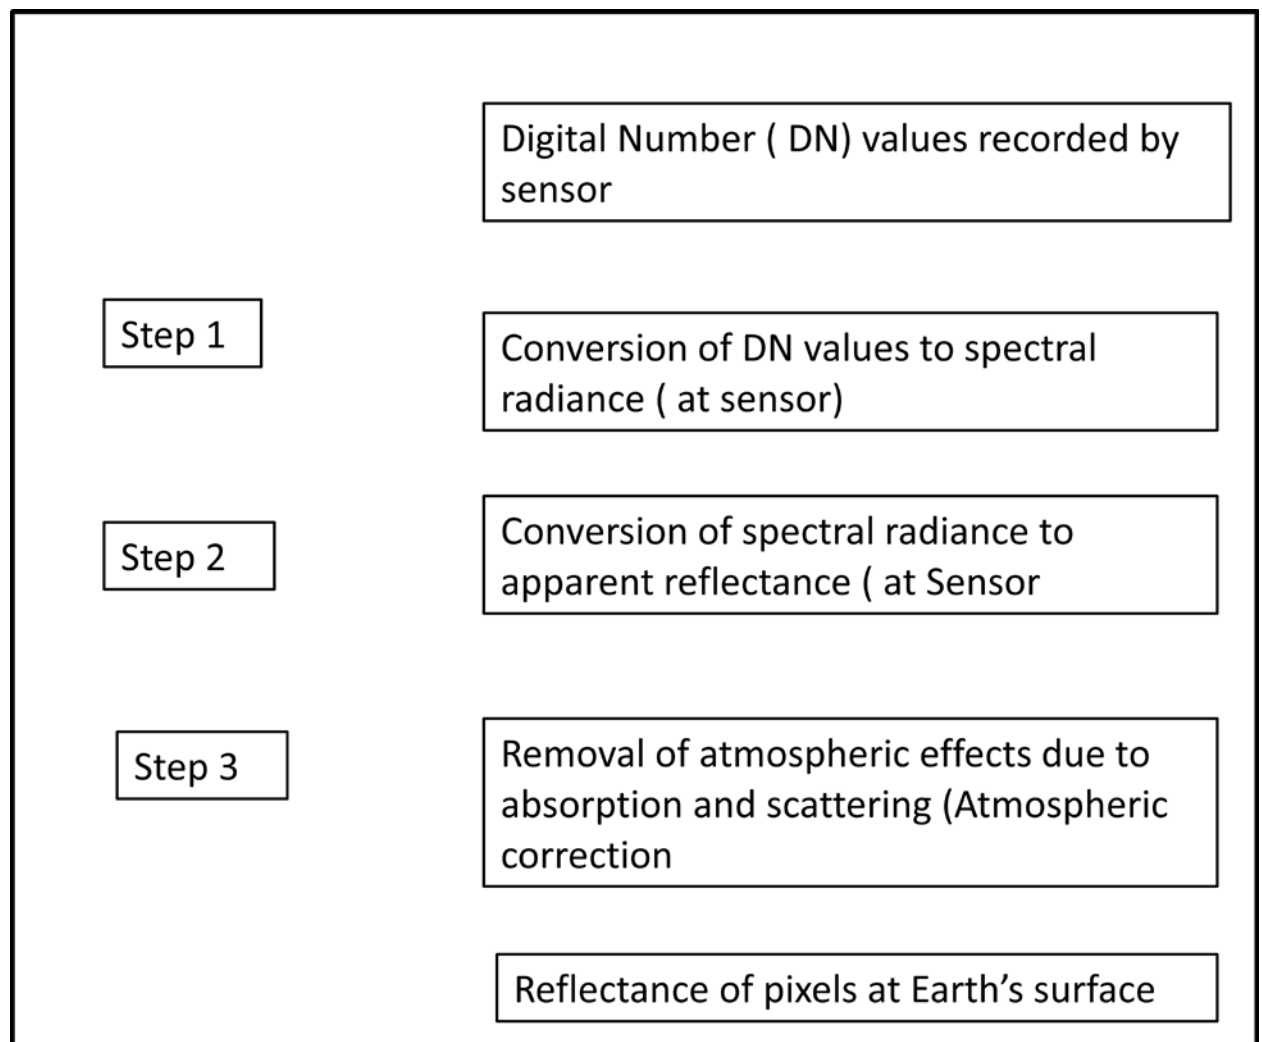 Digital Number ( DN) values recorded by
sensor
Step 1
Conversion of DN values to spectral
radiance ( at sensor)
Step 2
Conversion of spectral radiance to
apparent reflectance ( at Sensor
Step 3
Removal of atmospheric effects due to
absorption and scattering (Atmospheric
correction
Reflectance of pixels at Earth’s surface